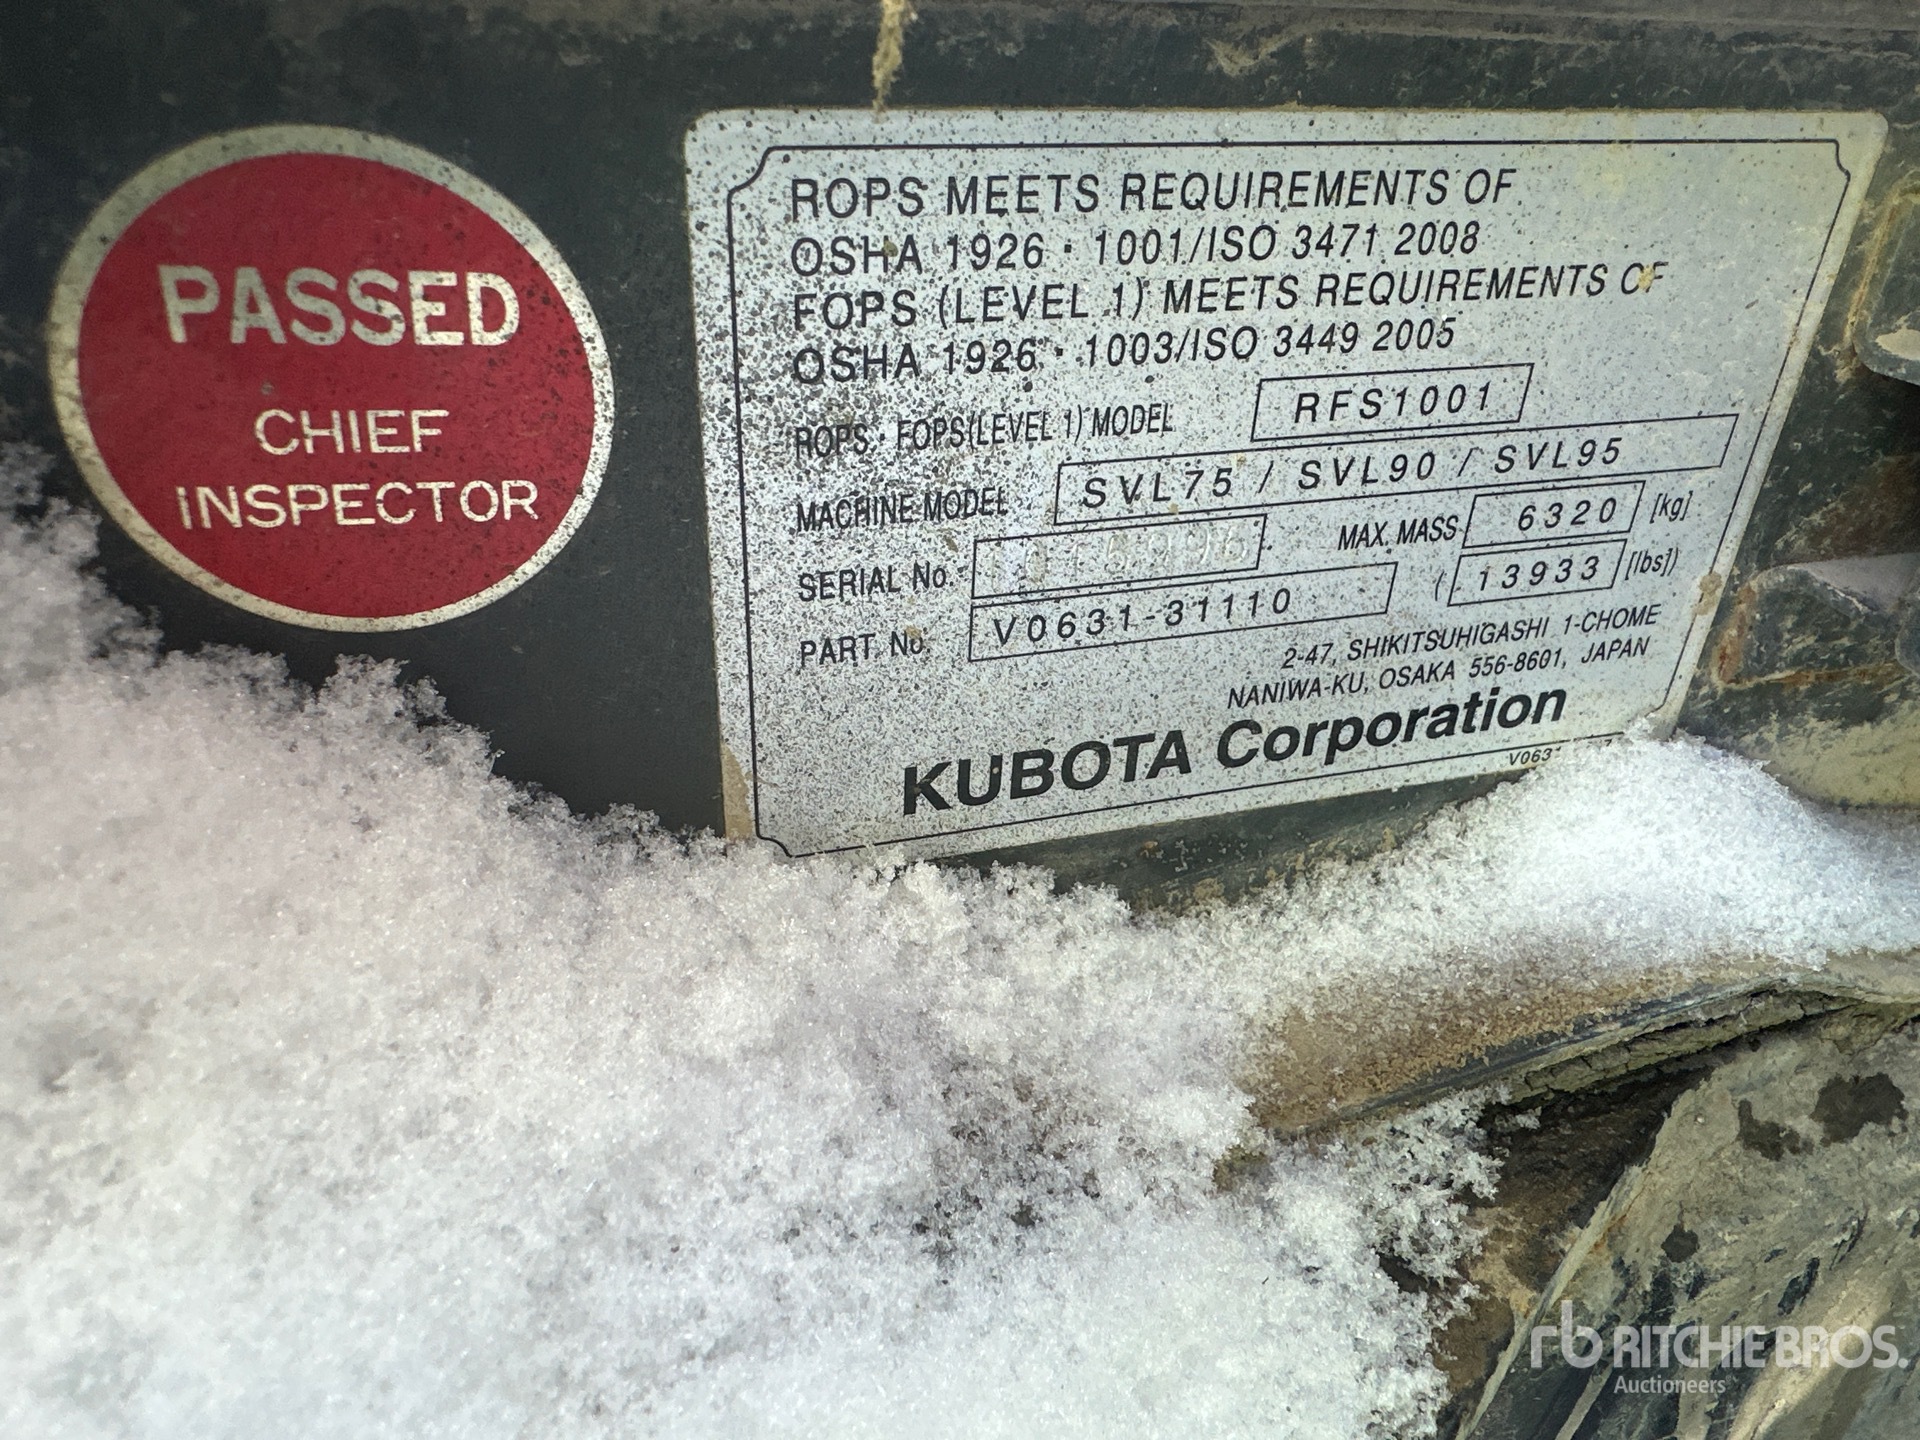 PASSED
CHIEF
INSPECTOR
ROPS MEETS REQUIREMENTS OF
OSHA 1926・1001/ISO 3471 2008
FOPS (LEVEL 1) MEETS REQUIREMENTS OF
OSHA 1926・1003/ISO 3449 2005
ROPS・FOPS(LEVEL 1) MODEL RFS1001
MACHINE MODEL SVL75 / SVL90 / SVL95
SERIAL No. MAX. MASS 6320 [kg]
(13933 [lbs])
PART. No. V0631-31110
2-47, SHIKITSUHIGASHI 1-CHOME
NANIWA-KU, OSAKA 556-8601, JAPAN
KUBOTA Corporation
rb RITCHIE BROS.
Auctioneers